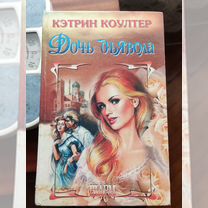 КЭТРИН КОУЛТЕР
Дочь дьявола